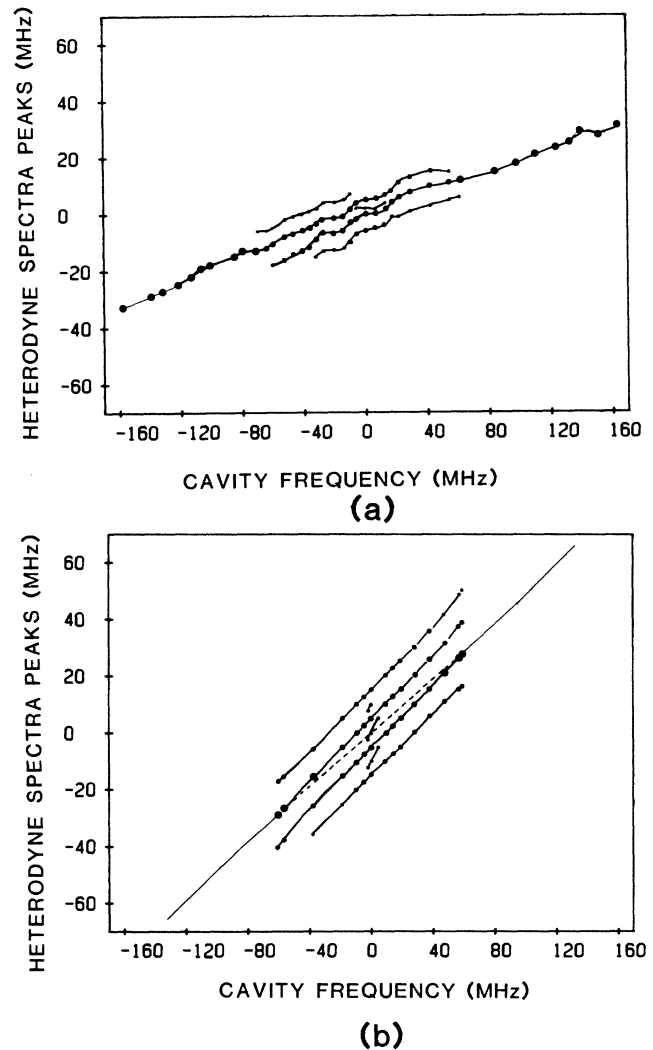 HETERODYNE SPECTRA PEAKS (MHz)
60
40
20
0
-20
-40
-60
-160 -120 -80 -40 0 40 80 120 160
CAVITY FREQUENCY (MHz)
(a)
HETERODYNE SPECTRA PEAKS (MHz)
60
40
20
0
-20
-40
-60
-160 -120 -80 -40 0 40 80 120 160
CAVITY FREQUENCY (MHz)
(b)